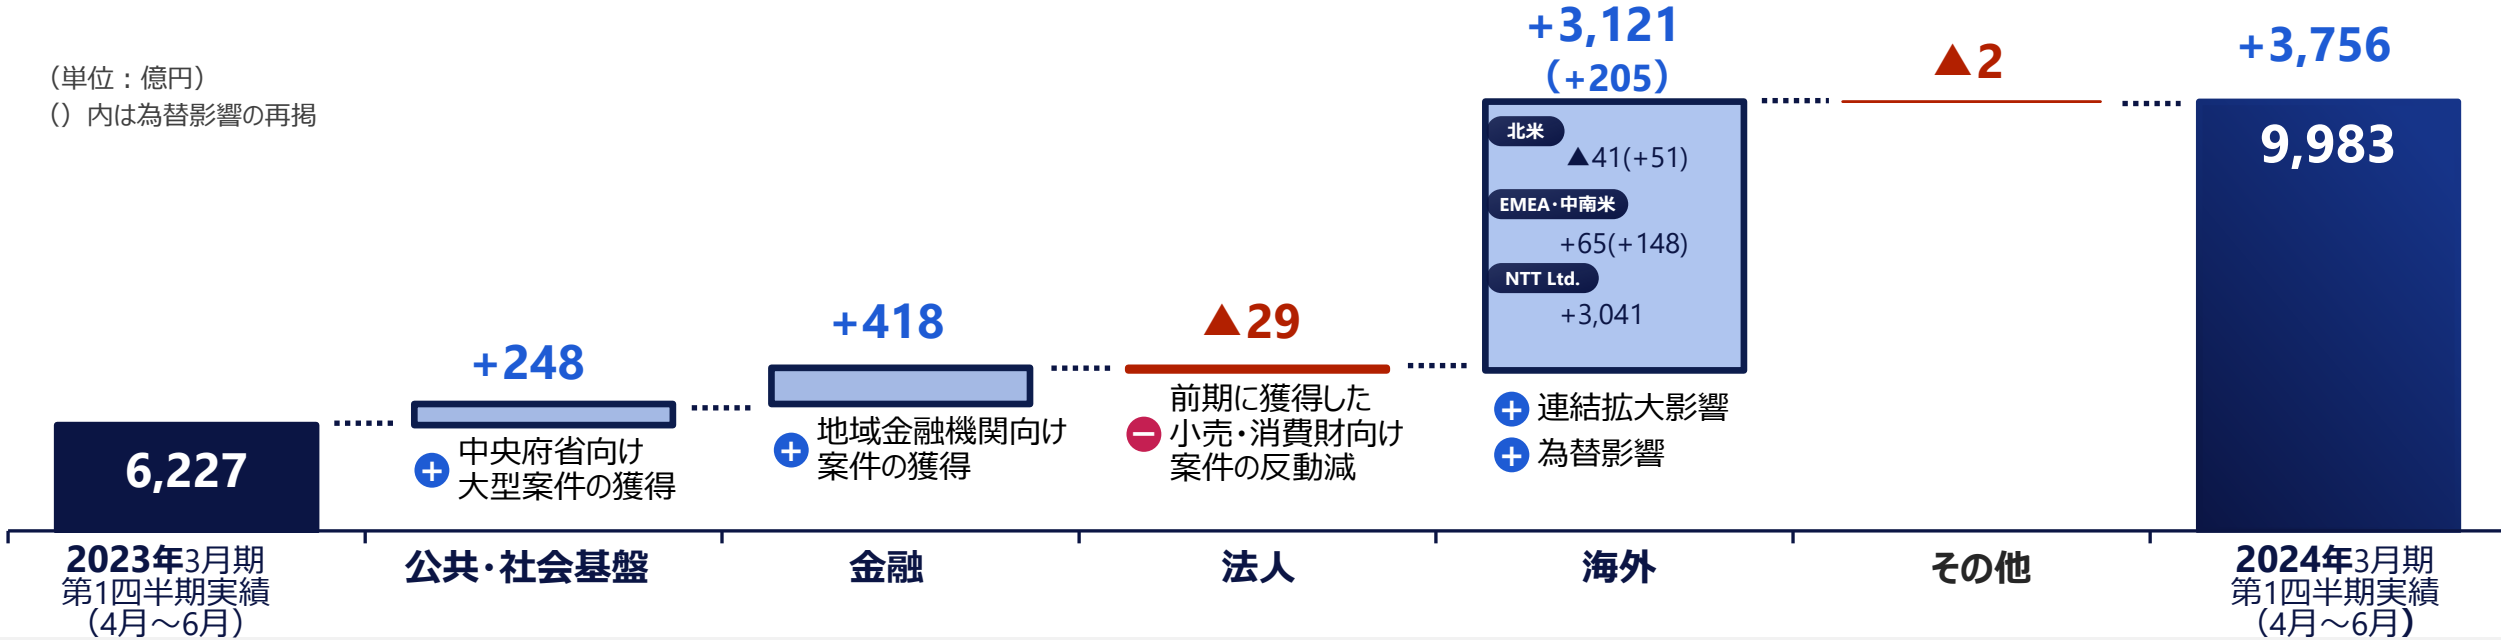 （単位：億円）
（）内は為替影響の再掲
6,227
+248
＋ 中央府省向け
大型案件の獲得
+418
＋ 地域金融機関向け
案件の獲得
▲29
－ 前期に獲得した
小売・消費財向け
案件の反動減
+3,121
（+205）
北米
▲41(+51)
EMEA・中南米
+65(+148)
NTT Ltd.
+3,041
＋ 連結拡大影響
＋ 為替影響
▲2
+3,756
9,983
2023年3月期
第1四半期実績
（4月～6月）
公共・社会基盤
金融
法人
海外
その他
2024年3月期
第1四半期実績
（4月～6月）